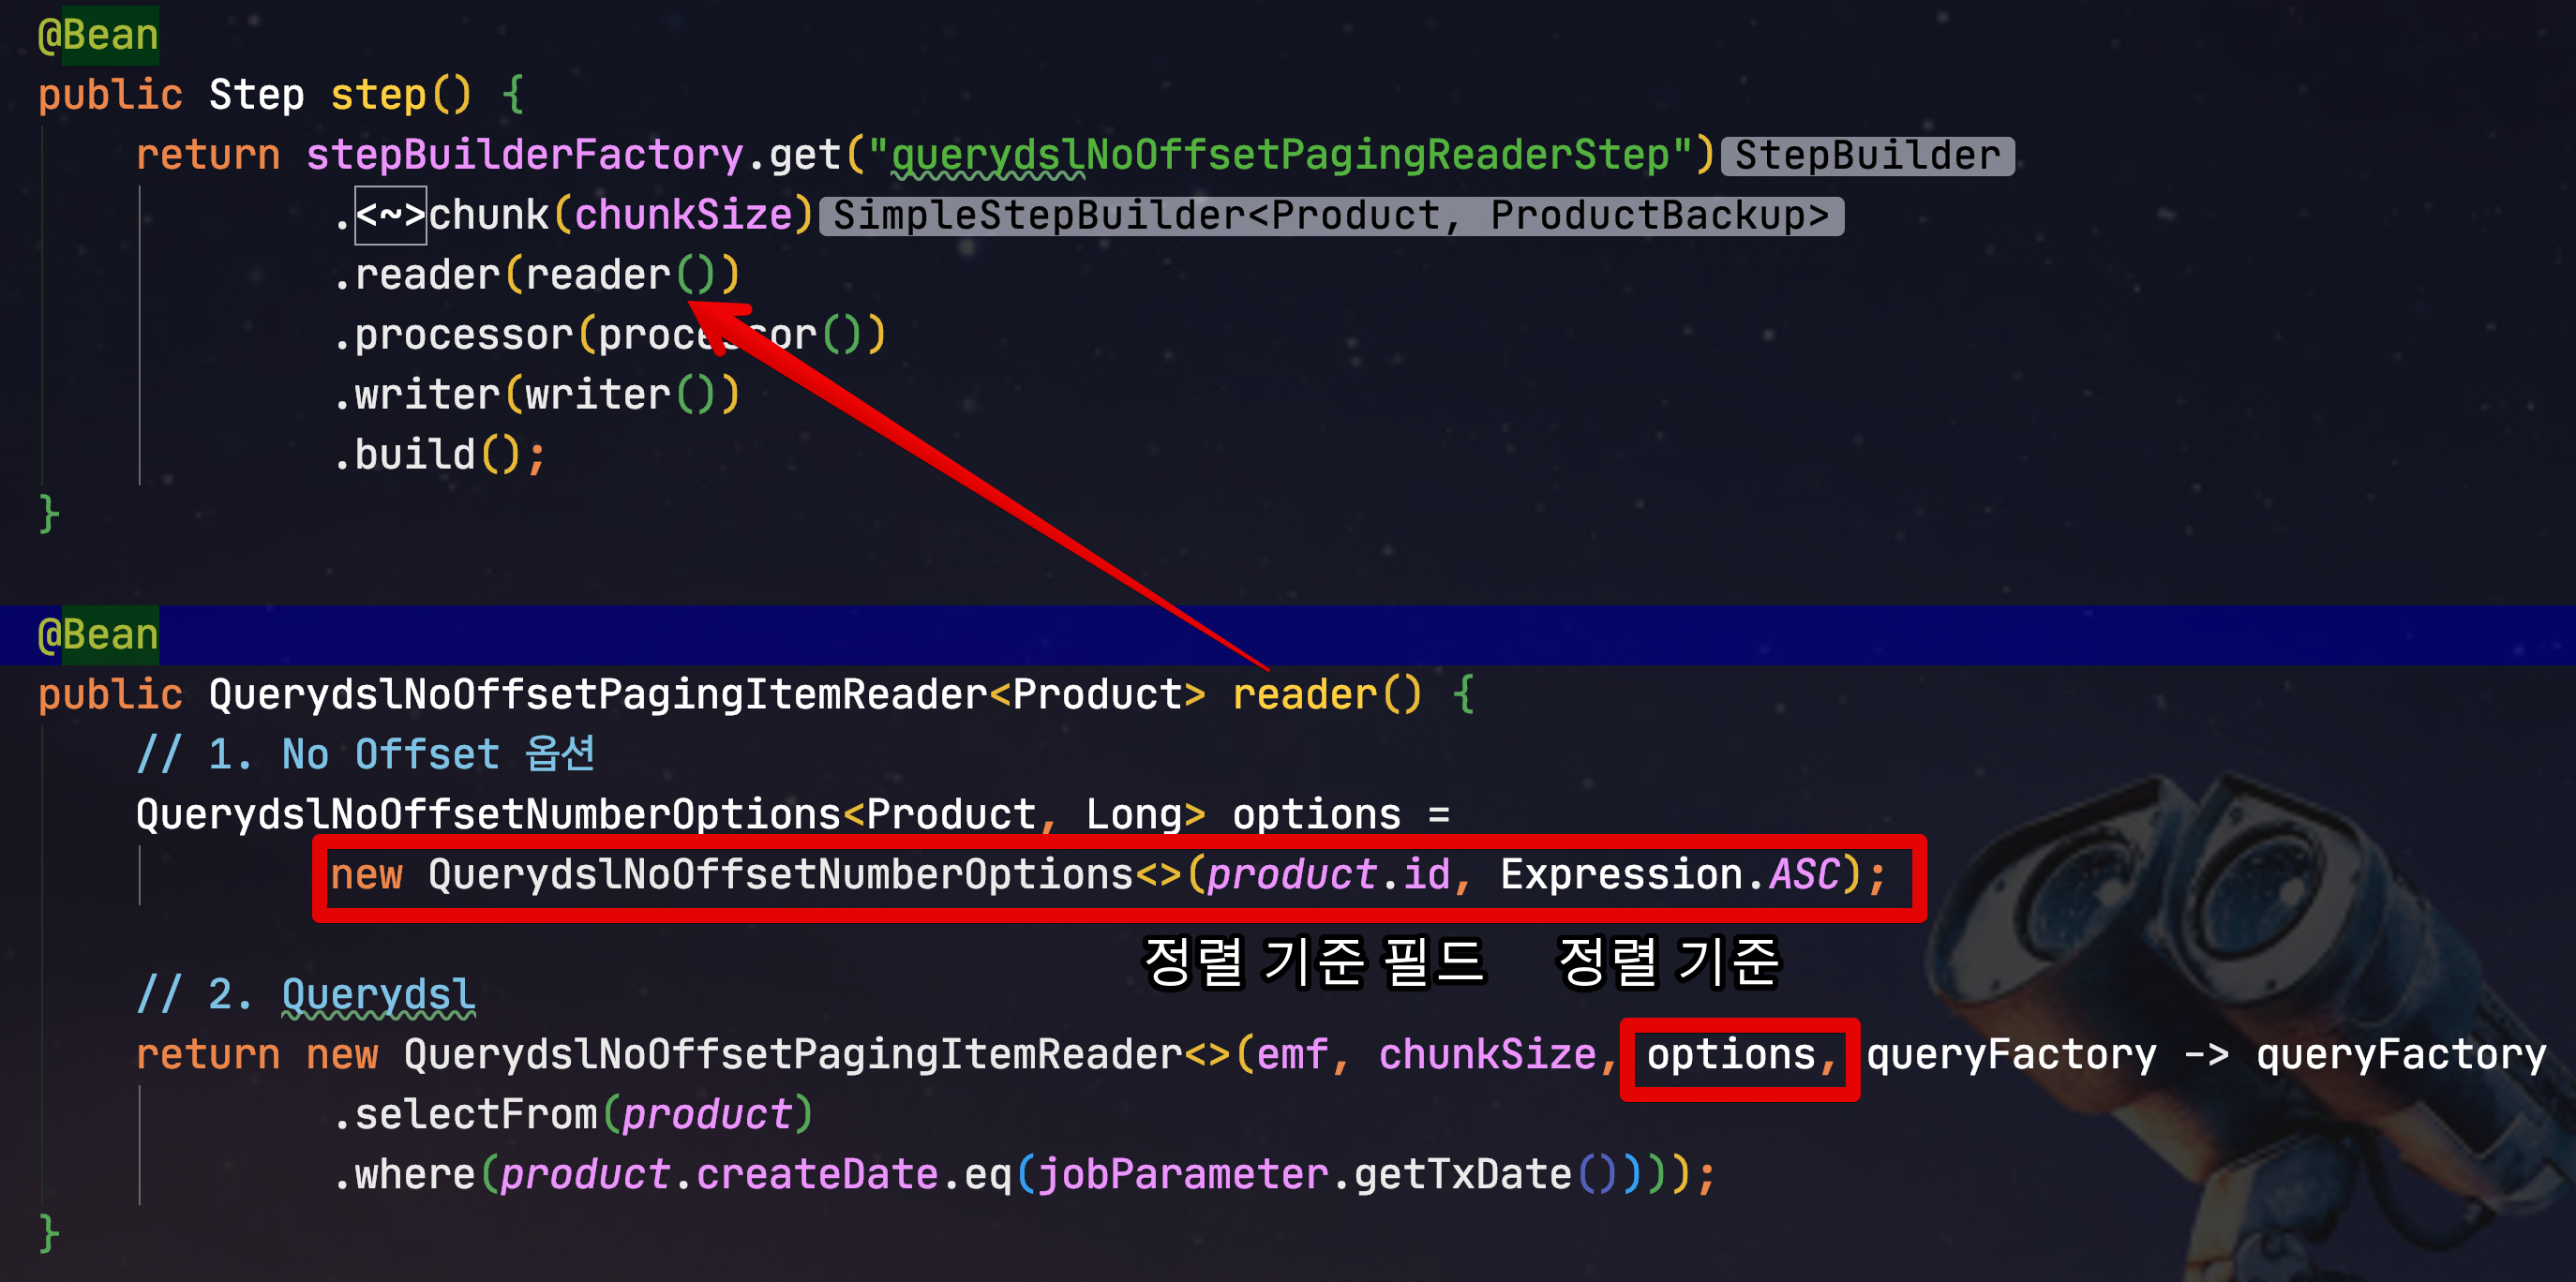 @Bean
public Step step() {
return stepBuilderFactory.get("querydslNoOffsetPagingReaderStep") StepBuilder
.<~>chunk(chunkSize) SimpleStepBuilder<Product, ProductBackup>
.reader(reader())
.processor(processor())
.writer(writer())
.build();
}
@Bean
public QuerydslNoOffsetPagingItemReader<Product> reader() {
// 1. No Offset 옵션
QuerydslNoOffsetNumberOptions<Product, Long> options =
new QuerydslNoOffsetNumberOptions<>(product.id, Expression.ASC);
정렬 기준 필드 정렬 기준
// 2. Querydsl
return new QuerydslNoOffsetPagingItemReader<>(emf, chunkSize, options, queryFactory -> queryFactory
.selectFrom(product)
.where(product.createDate.eq(jobParameter.getTxDate())));
}